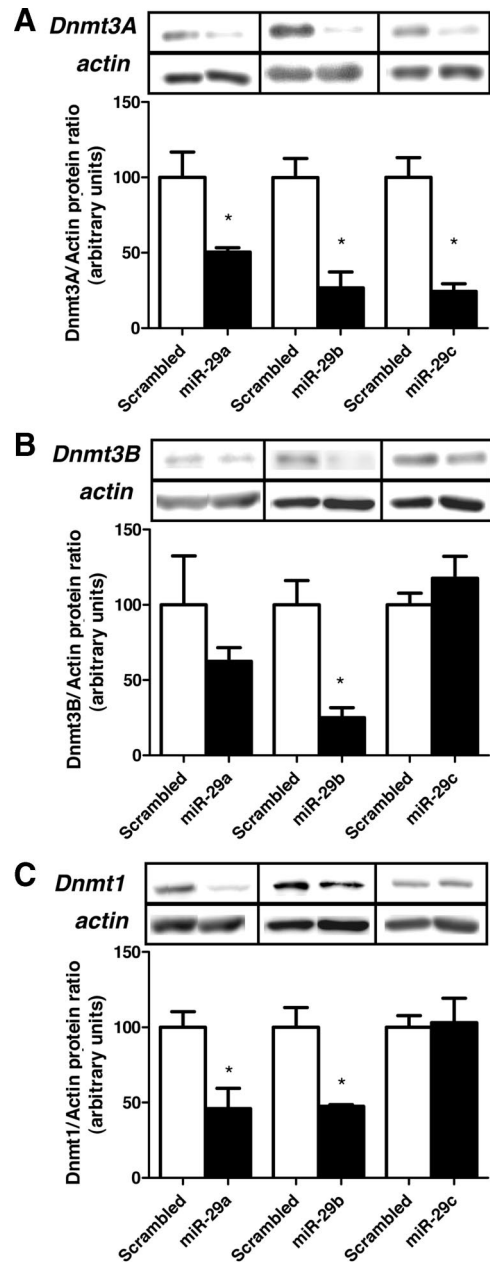 A Dnmt3A
actin
Dnmt3A/Actin protein ratio
(arbitrary units)
150
100
50
0
*
*
*
Scrambled
miR-29a
Scrambled
miR-29b
Scrambled
miR-29c
B Dnmt3B
actin
Dnmt3B/Actin protein ratio
(arbitrary units)
150
100
50
0
*
Scrambled
miR-29a
Scrambled
miR-29b
Scrambled
miR-29c
C Dnmt1
actin
Dnmt1/Actin protein ratio
(arbitrary units)
150
100
50
0
*
*
Scrambled
miR-29a
Scrambled
miR-29b
Scrambled
miR-29c